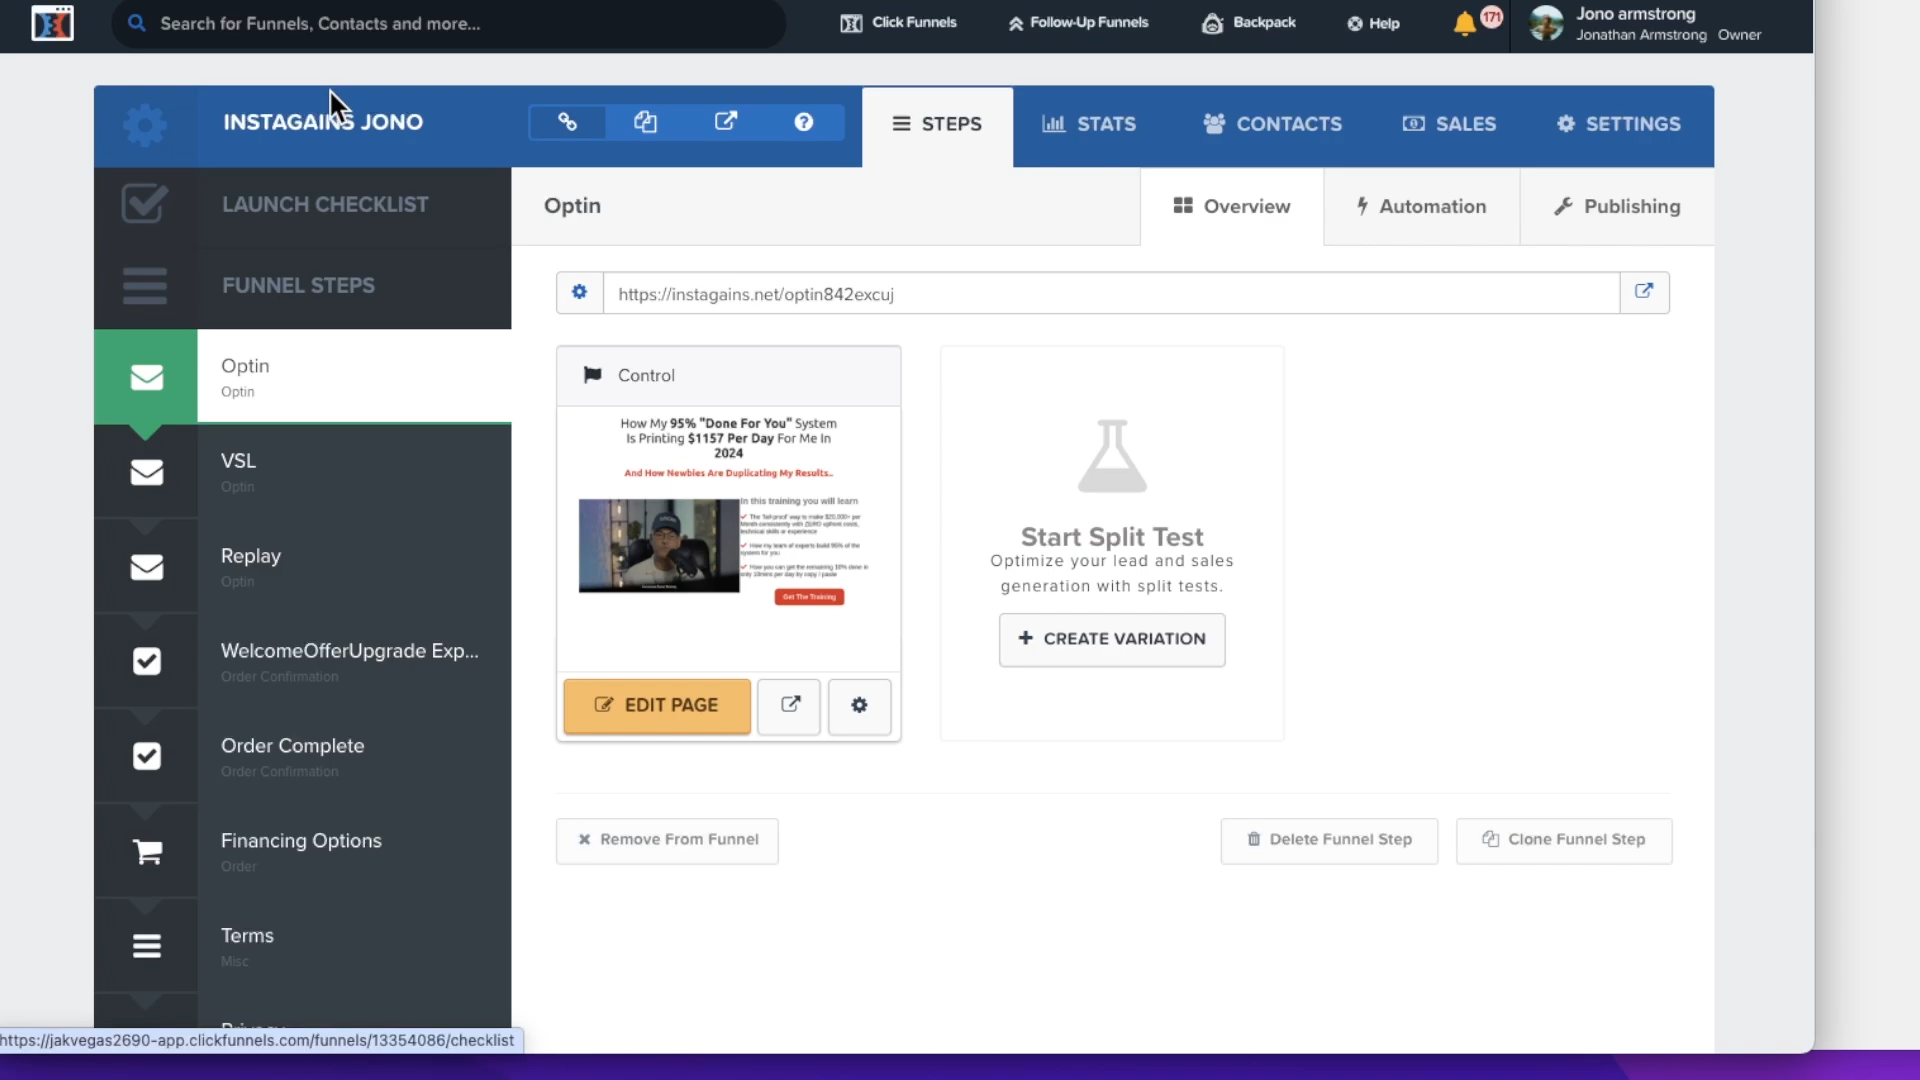 Search for Funnels, Contacts and more...
Click Funnels
Follow-Up Funnels
Backpack
Help
171
Jono armstrong
Jonathan Armstrong Owner
INSTAGAINS JONO
STEPS
STATS
CONTACTS
SALES
SETTINGS
LAUNCH CHECKLIST
FUNNEL STEPS
Optin
Overview
Automation
Publishing
https://instagains.net/optin842excuj
Optin
Optin
VSL
Optin
Replay
Optin
WelcomeOfferUpgrade Exp...
Order Confirmation
Order Complete
Order Confirmation
Financing Options
Order
Terms
Misc
Control
How My 95% "Done For You" System
Is Printing $1157 Per Day For Me In
2024
And How Newbies Are Duplicating My Results..
In this training you will learn
Get The Training
EDIT PAGE
Start Split Test
Optimize your lead and sales
generation with split tests.
+ CREATE VARIATION
Remove From Funnel
Delete Funnel Step
Clone Funnel Step
https://jakvegas2690-app.clickfunnels.com/funnels/13354086/checklist